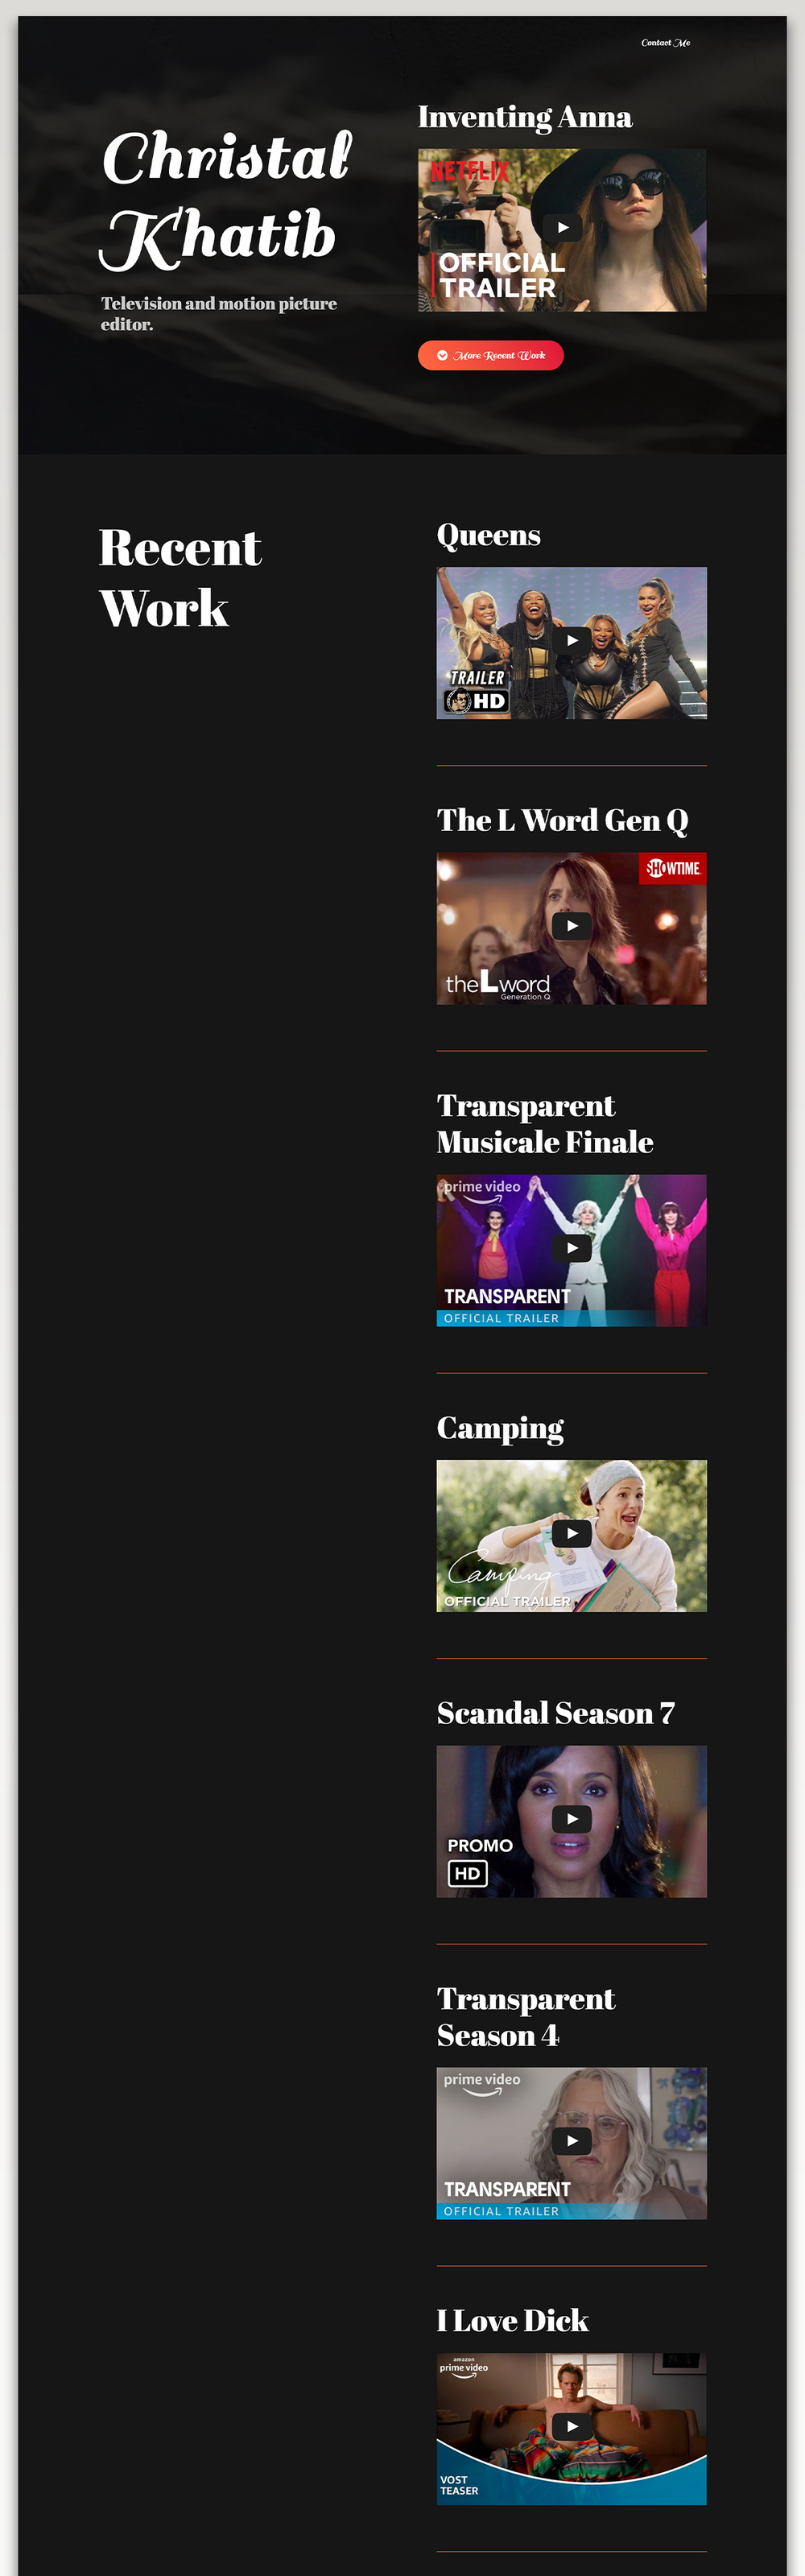 Contact Me
Christal
Khatib
Television and motion picture
editor.
Inventing Anna
NETFLIX
OFFICIAL
TRAILER
More Recent Work
Recent
Work
Queens
TRAILER
HD
The L Word Gen Q
SHOWTIME
the L word
Generation Q
Transparent
Musicale Finale
prime video
TRANSPARENT
OFFICIAL TRAILER
Camping
Camping
OFFICIAL TRAILER
Scandal Season 7
PROMO
HD
Transparent
Season 4
prime video
TRANSPARENT
OFFICIAL TRAILER
I Love Dick
amazon
prime video
VOST
TEASER